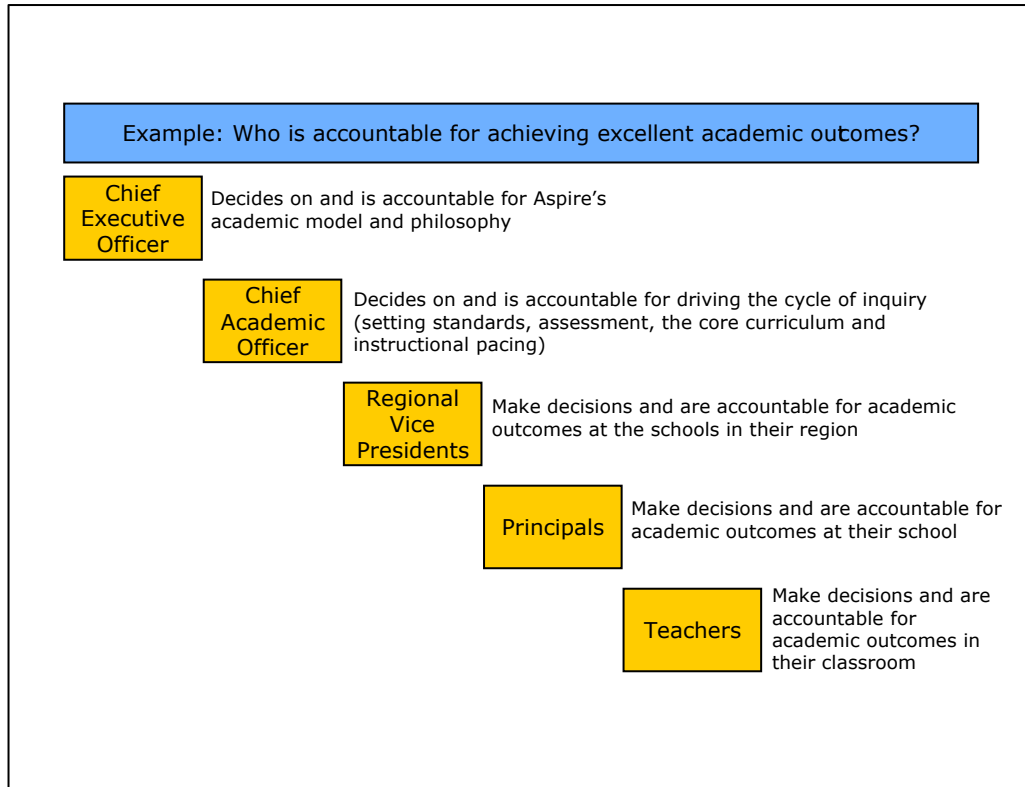 Example: Who is accountable for achieving excellent academic outcomes?
Chief
Executive
Officer
Decides on and is accountable for Aspire's
academic model and philosophy
Chief
Academic
Officer
Decides on and is accountable for driving the cycle of inquiry
(setting standards, assessment, the core curriculum and
instructional pacing)
Regional
Vice
Presidents
Make decisions and are accountable for academic
outcomes at the schools in their region
Principals
Make decisions and are accountable for
academic outcomes at their school
Teachers
Make decisions and are
accountable for
academic outcomes in
their classroom